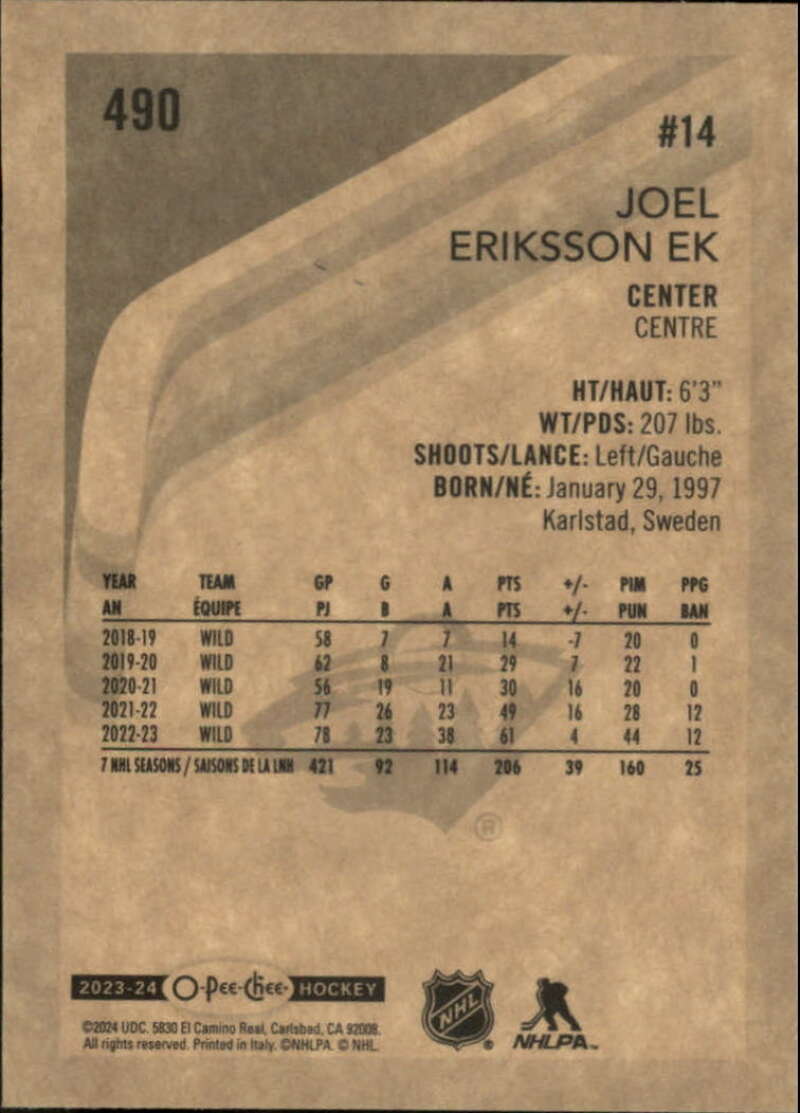 490
#14
JOEL
ERIKSSON EK
CENTER
CENTRE
HT/HAUT: 6'3"
WT/PDS: 207 lbs.
SHOOTS/LANCE: Left/Gauche
BORN/NÉ: January 29, 1997
Karlstad, Sweden
YEAR TEAM GP G A PTS +/- PIM PPG
AN ÉQUIPE PJ B A PTS +/- PUN BAN
2018-19 WILD 58 7 7 14 -7 20 0
2019-20 WILD 62 8 21 29 7 22 1
2020-21 WILD 56 19 11 30 16 20 0
2021-22 WILD 77 26 23 49 16 28 12
2022-23 WILD 78 23 38 61 4 44 12
7 NHL SEASONS / SAISONS DE LA LNH 421 92 114 206 39 160 25
®
2023-24 O-Pee-Chee HOCKEY
©2024 UDC. 5830 El Camino Real, Carlsbad, CA 92008.
All rights reserved. Printed in Italy. ©NHLPA. © NHL.
NHL ®
NHLPA™